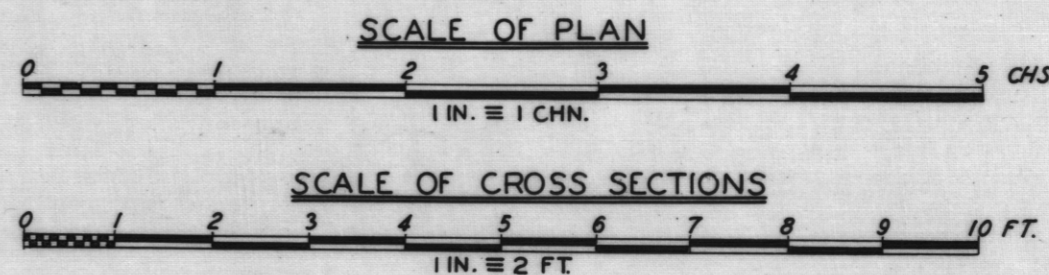 SCALE OF PLAN
0 1 2 3 4 5 CHS
1 IN. ≡ 1 CHN.
SCALE OF CROSS SECTIONS
0 1 2 3 4 5 6 7 8 9 10 FT.
1 IN. ≡ 2 FT.